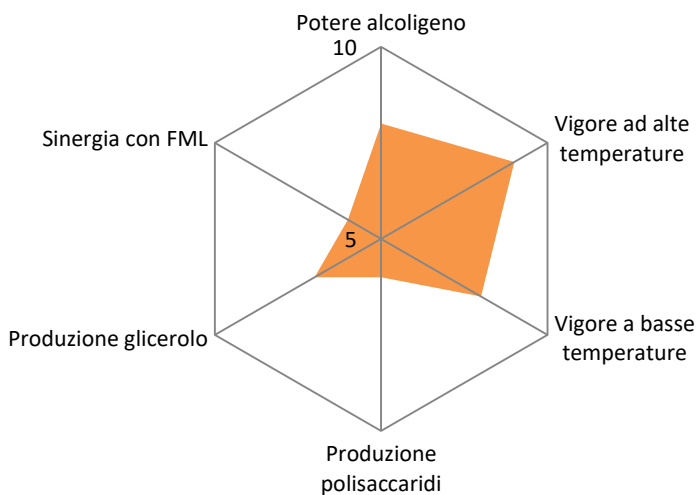 Potere alcoligeno
10
Vigore ad alte
temperature
Sinergia con FML
5
Vigore a basse
temperature
Produzione glicerolo
Produzione
polisaccaridi